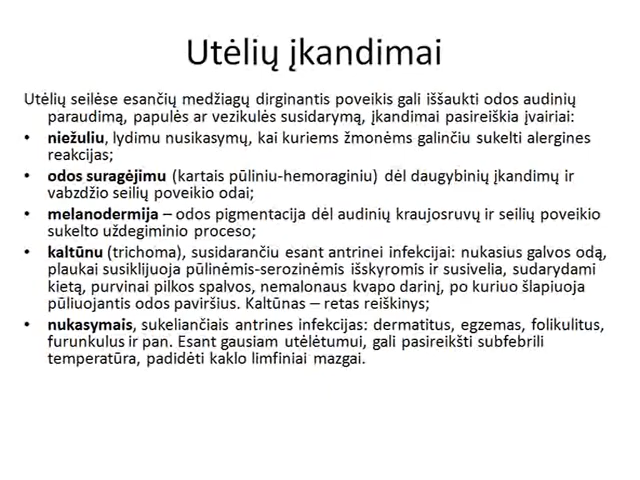 Utėlių įkandimai
Utėlių seilėse esančių medžiagų dirginantis poveikis gali iššaukti odos audinių
paraudimą, papulės ar vezikulės susidarymą, įkandimai pasireiškia įvairiai:
• niežuliu, lydimu nusikasymų, kai kuriems žmonėms galinčiu sukelti alergines
reakcijas;
• odos suragėjimu (kartais pūliniu-hemoraginiu) dėl daugybinių įkandimų ir
vabzdžio seilių poveikio odai;
• melanodermija – odos pigmentacija dėl audinių kraujosruvų ir seilių poveikio
sukelto uždegiminio proceso;
• kaltūnu (trichoma), susidarančiu esant antrinei infekcijai: nukasius galvos odą,
plaukai susiklijuoja pūlinėmis-serozinėmis išskyromis ir susivelia, sudarydami
kietą, purvinai pilkos spalvos, nemalonaus kvapo darinį, po kuriuo šlapiuoja
pūliuojantis odos paviršius. Kaltūnas – retas reiškinys;
• nukasymais, sukeliančiais antrines infekcijas: dermatitus, egzemas, folikulitus,
furunkulus ir pan. Esant gausiam utėlėtumui, gali pasireikšti subfebrili
temperatūra, padidėti kaklo limfiniai mazgai.